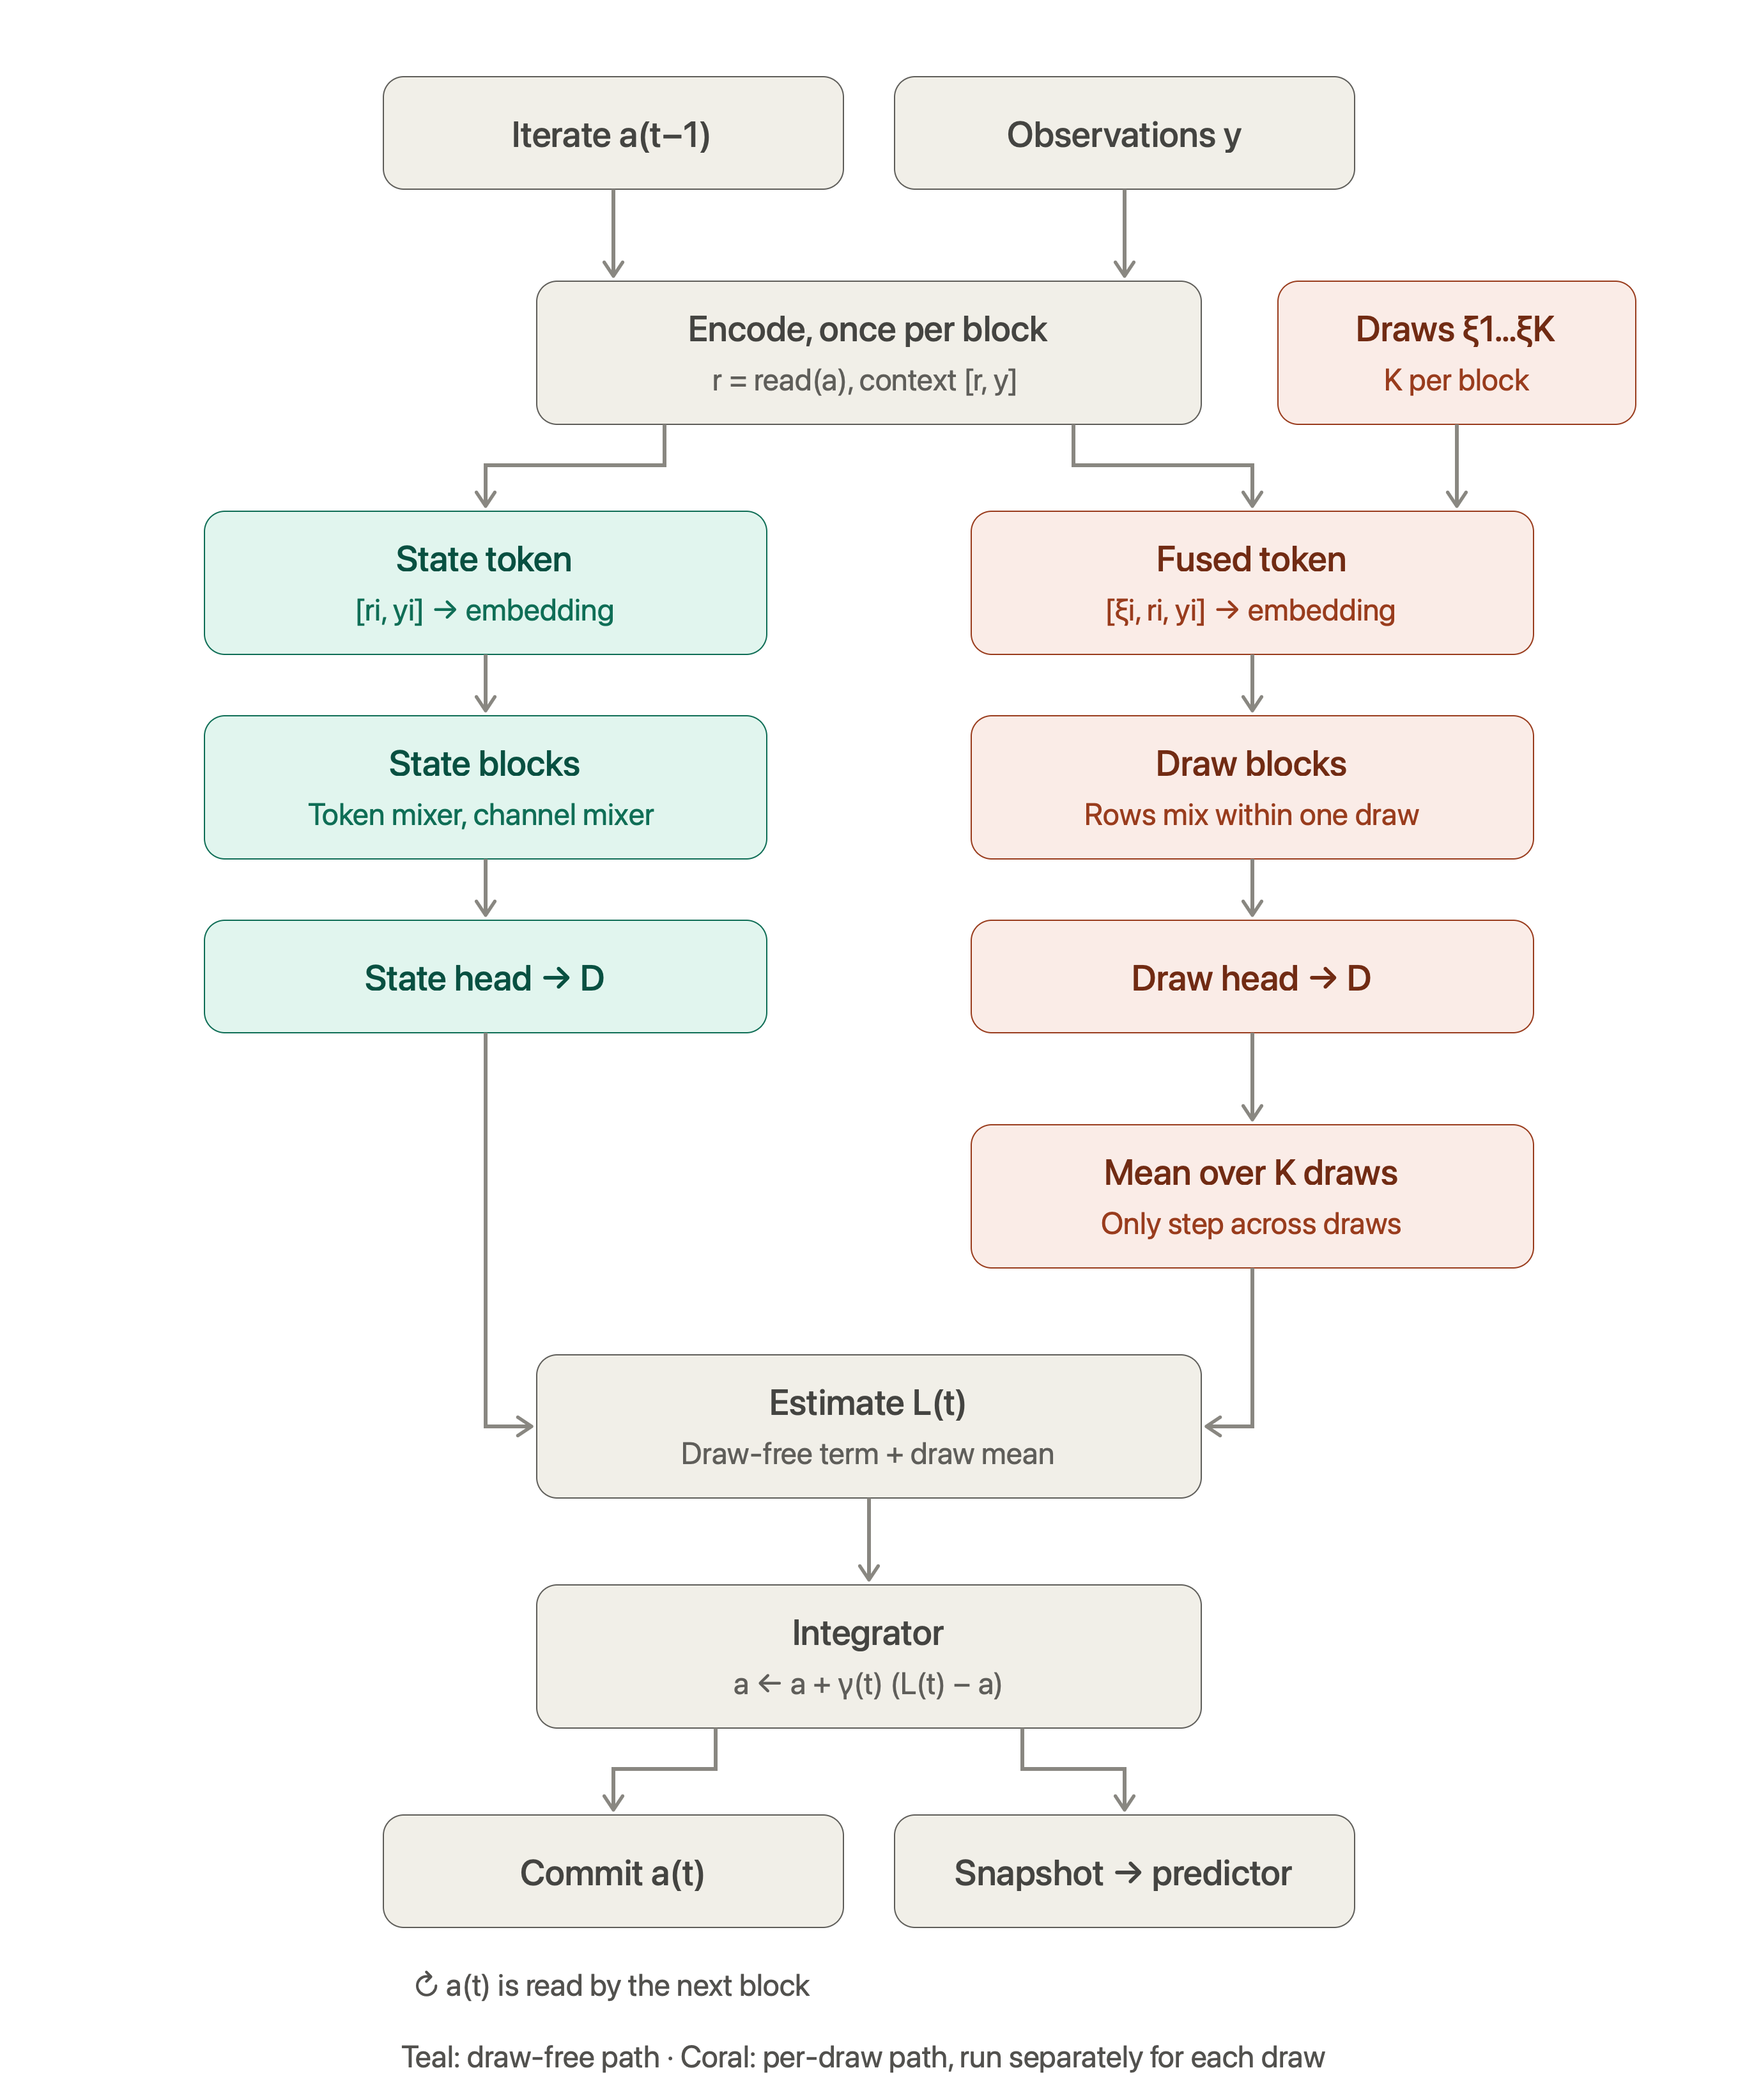 Iterate a(t−1)
Observations y
Encode, once per block
r = read(a), context [r, y]
Draws ξ1...ξK
K per block
State token
[ri, yi] → embedding
Fused token
[ξi, ri, yi] → embedding
State blocks
Token mixer, channel mixer
Draw blocks
Rows mix within one draw
State head → D
Draw head → D
Mean over K draws
Only step across draws
Estimate L(t)
Draw-free term + draw mean
Integrator
a ← a + γ(t) (L(t) − a)
Commit a(t)
Snapshot → predictor
↻ a(t) is read by the next block
Teal: draw-free path · Coral: per-draw path, run separately for each draw